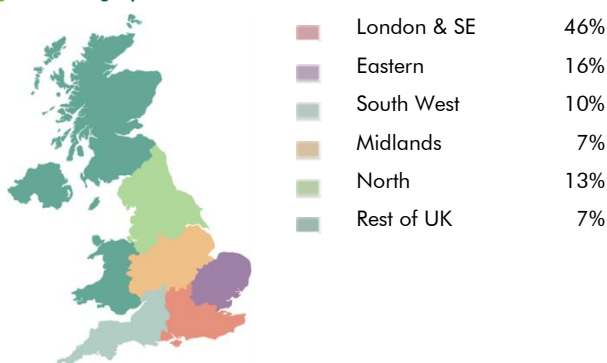 London & SE 46%
Eastern 16%
South West 10%
Midlands 7%
North 13%
Rest of UK 7%